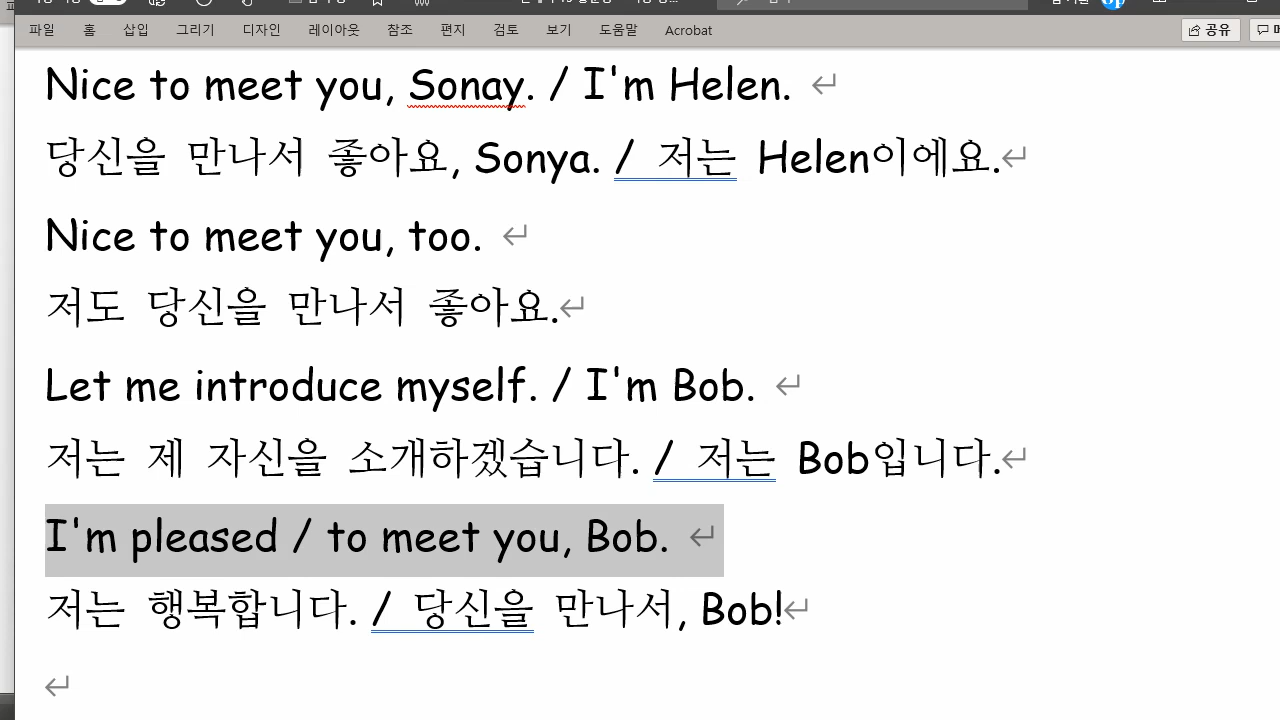 파일 홈 삽입 그리기 디자인 레이아웃 참조 편지 검토 보기 도움말 Acrobat 공유
Nice to meet you, Sonay. / I'm Helen.
당신을 만나서 좋아요, Sonya. / 저는 Helen이에요.
Nice to meet you, too.
저도 당신을 만나서 좋아요.
Let me introduce myself. / I'm Bob.
저는 제 자신을 소개하겠습니다. / 저는 Bob입니다.
I'm pleased / to meet you, Bob.
저는 행복합니다. / 당신을 만나서, Bob!